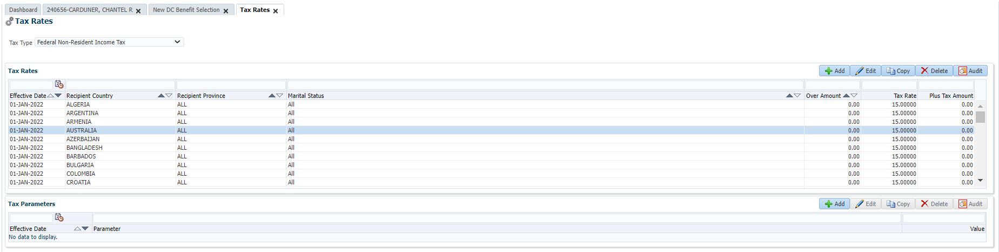 Dashboard 240656-CARDUNER, CHANTEL R New DC Benefit Selection Tax Rates
Tax Rates
Tax Type Federal Non-Resident Income Tax
Tax Rates Add Edit Copy Delete Audit
Effective Date Recipient Country Recipient Province Marital Status Over Amount Tax Rate Plus Tax Amount
01-JAN-2022 ALGERIA ALL All 0.00 15.00000 0.00
01-JAN-2022 ARGENTINA ALL All 0.00 15.00000 0.00
01-JAN-2022 ARMENIA ALL All 0.00 15.00000 0.00
01-JAN-2022 AUSTRALIA ALL All 0.00 15.00000 0.00
01-JAN-2022 AZERBAIJAN ALL All 0.00 15.00000 0.00
01-JAN-2022 BANGLADESH ALL All 0.00 15.00000 0.00
01-JAN-2022 BARBADOS ALL All 0.00 15.00000 0.00
01-JAN-2022 BULGARIA ALL All 0.00 15.00000 0.00
01-JAN-2022 COLOMBIA ALL All 0.00 15.00000 0.00
01-JAN-2022 CROATIA ALL All 0.00 15.00000 0.00
Tax Parameters Add Edit Copy Delete Audit
Effective Date Parameter Value
No data to display.